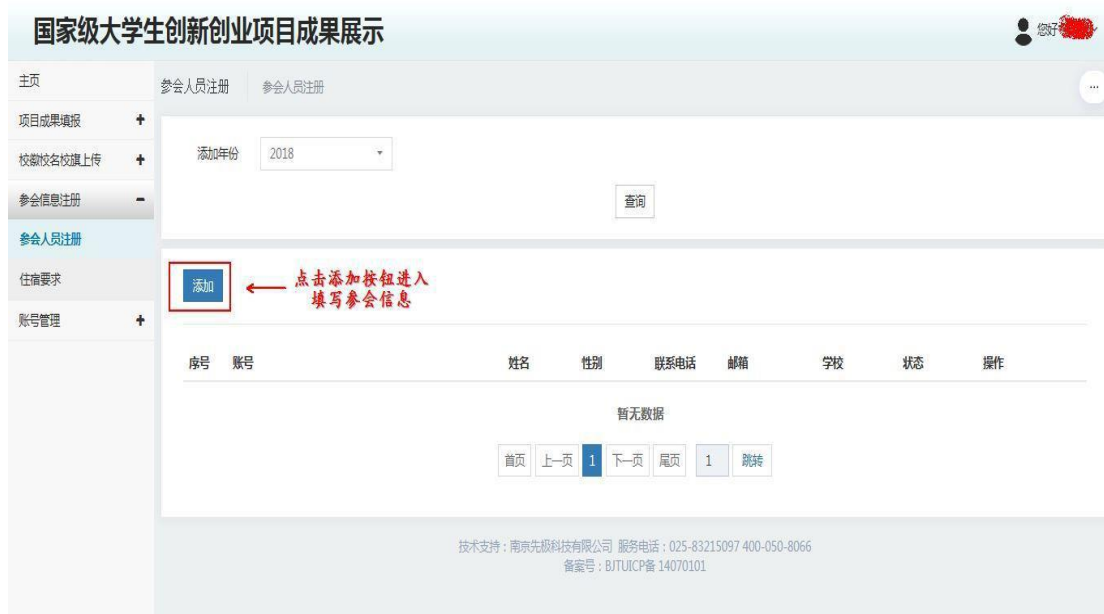 国家级大学生创新创业项目成果展示
您好
主页
参会人员注册 参会人员注册
...
项目成果填报 +
校徽校名校旗上传 +
添加年份 2018
参会信息注册 -
查询
参会人员注册
住宿要求
添加
点击添加按钮进入
填写参会信息
账号管理 +
序号 账号 姓名 性别 联系电话 邮箱 学校 状态 操作
暂无数据
首页 上一页 1 下一页 尾页 1 跳转
技术支持：南京先极科技有限公司 服务电话：025-83215097 400-050-8066
备案号：BJTUICP备 14070101